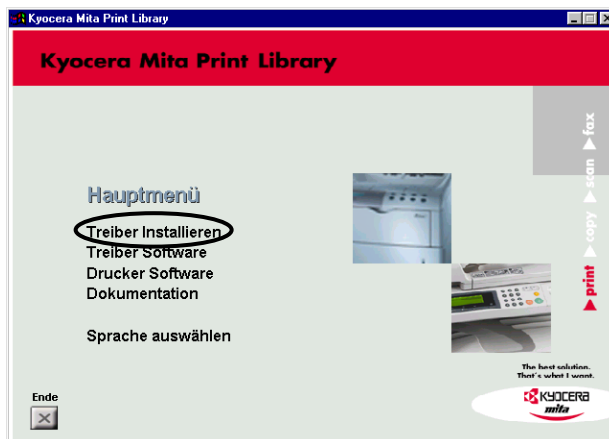 Kyocera Mita Print Library
Kyocera Mita Print Library
Hauptmenü
Treiber Installieren
Treiber Software
Drucker Software
Dokumentation
Sprache auswählen
print copy scan fax
The best solution.
That's what I want.
Ende
KYOCERA
mita